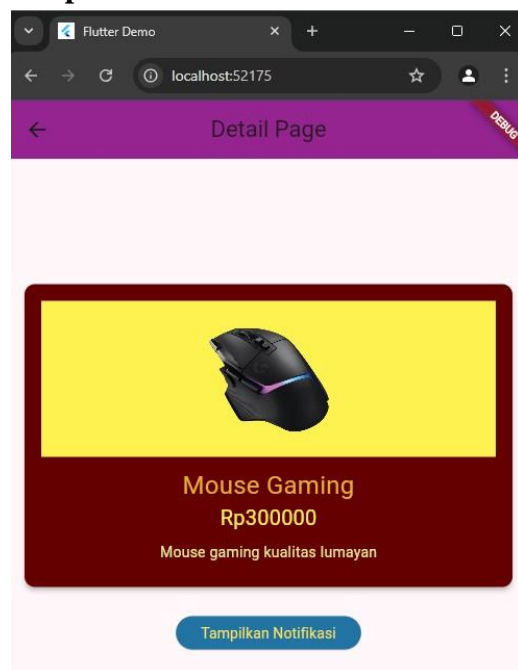 Flutter Demo
localhost:52175
Detail Page
DEBUG
Mouse Gaming
Rp300000
Mouse gaming kualitas lumayan
Tampilkan Notifikasi